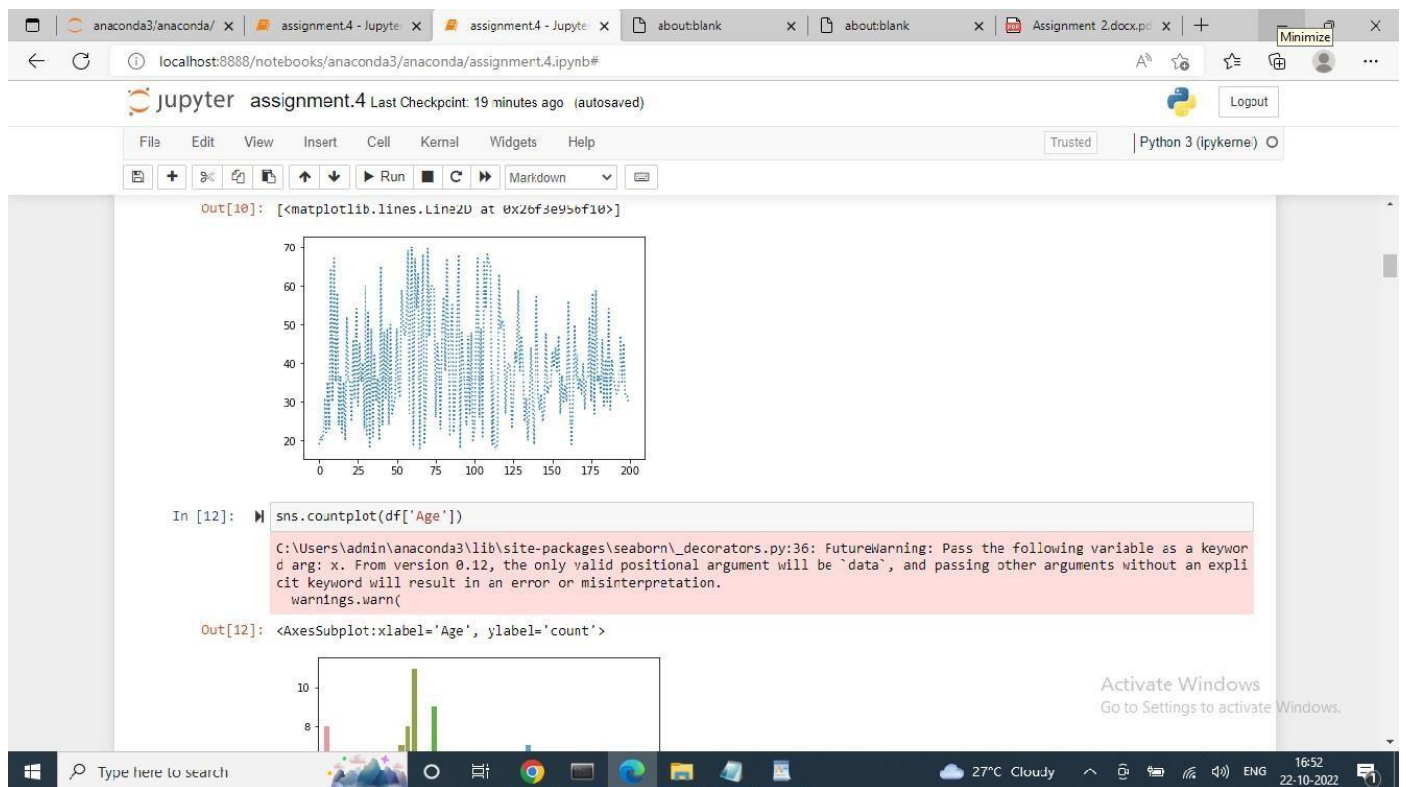 anaconda3/anaconda/
assignment.4 - Jupyte
assignment.4 - Jupyte
about:blank
about:blank
Assignment 2.docx.pd
Minimize
localhost:8888/notebooks/anaconda3/anaconda/assignment.4.ipynb#
jupyter assignment.4 Last Checkpoint: 19 minutes ago (autosaved)
Logout
File Edit View Insert Cell Kernel Widgets Help
Trusted
Python 3 (ipykernel)
Run
Markdown
Out[10]: [<matplotlib.lines.Line2D at 0x26f3e956f10>]
70
60
50
40
30
20
0 25 50 75 100 125 150 175 200
In [12]: sns.countplot(df['Age'])
C:\Users\admin\anaconda3\lib\site-packages\seaborn\_decorators.py:36: FutureWarning: Pass the following variable as a keywor
d arg: x. From version 0.12, the only valid positional argument will be `data`, and passing other arguments without an expli
cit keyword will result in an error or misinterpretation.
warnings.warn(
Out[12]: <AxesSubplot:xlabel='Age', ylabel='count'>
10
8
Activate Windows
Go to Settings to activate Windows.
Type here to search
27°C Cloudy
ENG
16:52
22-10-2022